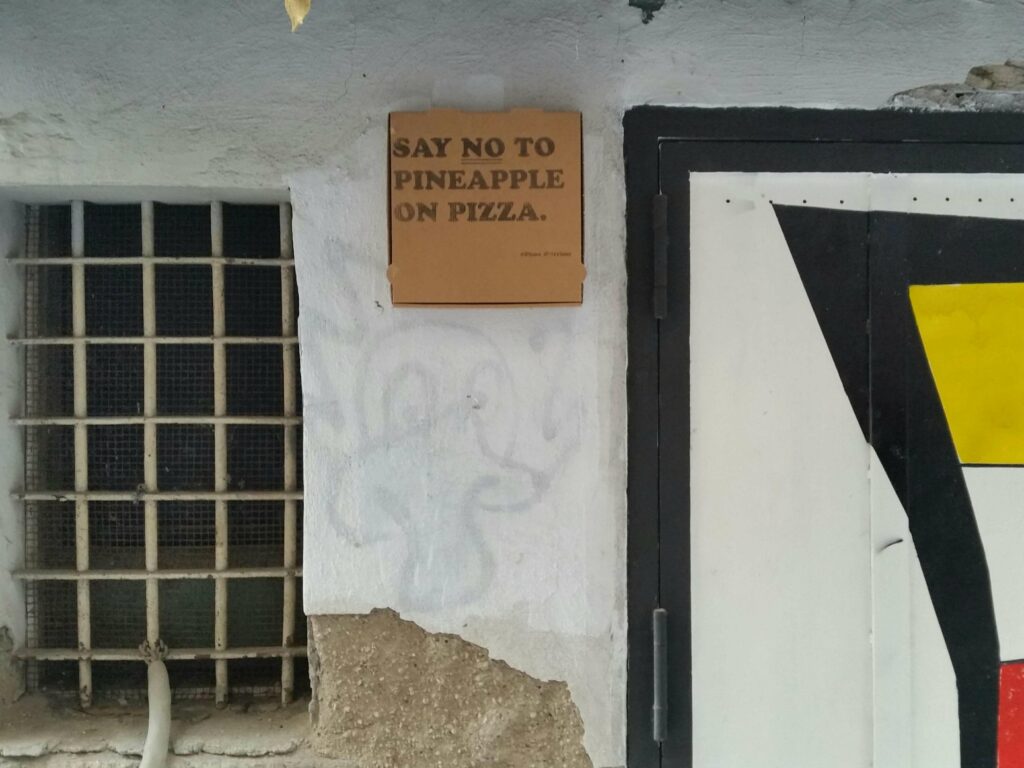 SAY NO TO
PINEAPPLE
ON PIZZA.